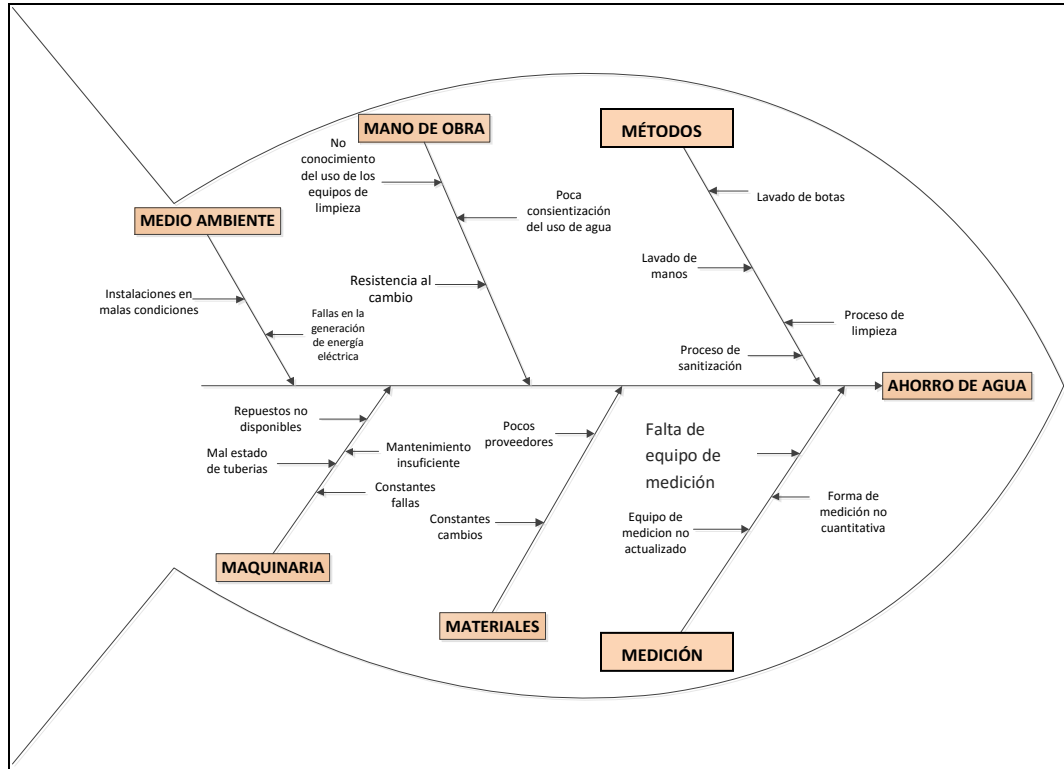 MANO DE OBRA
MÉTODOS
No
conocimiento
del uso de los
equipos de
limpieza
Poca
consientización
del uso de agua
Resistencia al
cambio
Lavado de botas
Lavado de
manos
Proceso de
limpieza
Proceso de
sanitización
MEDIO AMBIENTE
Instalaciones en
malas condiciones
Fallas en la
generación
de energía
eléctrica
AHORRO DE AGUA
Repuestos no
disponibles
Mal estado
de tuberias
Mantenimiento
insuficiente
Constantes
fallas
MAQUINARIA
Pocos
proveedores
Constantes
cambios
MATERIALES
Falta de
equipo de
medición
Forma de
medición no
cuantitativa
Equipo de
medicion no
actualizado
MEDICIÓN